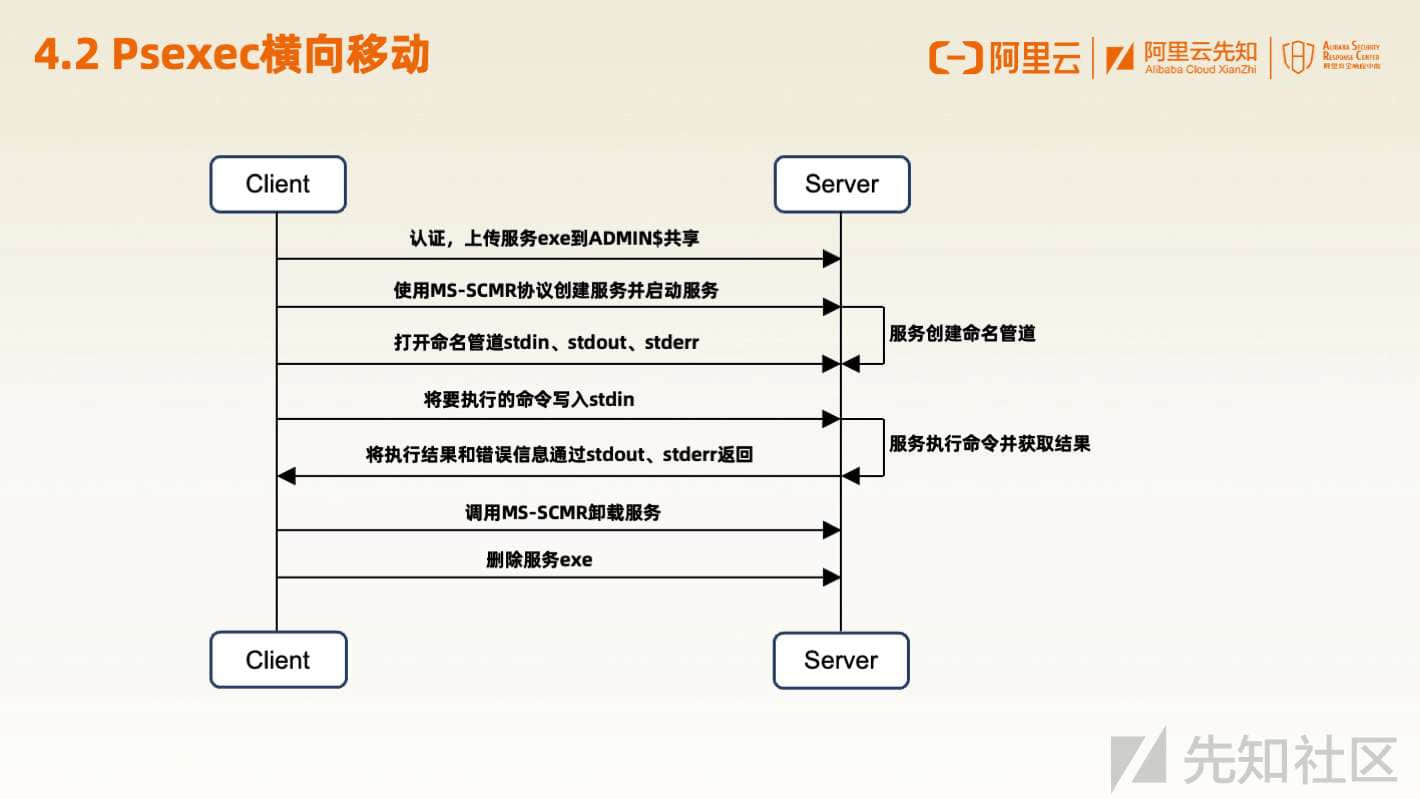 4.2 Psexec横向移动
阿里云
阿里云先知
Alibaba Cloud XianZhi
ALIBABA SECURITY
RESPONSE CENTER
阿里安全响应中心
Client
Server
认证，上传服务exe到ADMIN$共享
使用MS-SCMR协议创建服务并启动服务
服务创建命名管道
打开命名管道stdin、stdout、stderr
将要执行的命令写入stdin
服务执行命令并获取结果
将执行结果和错误信息通过stdout、stderr返回
调用MS-SCMR卸载服务
删除服务exe
Client
Server
先知社区